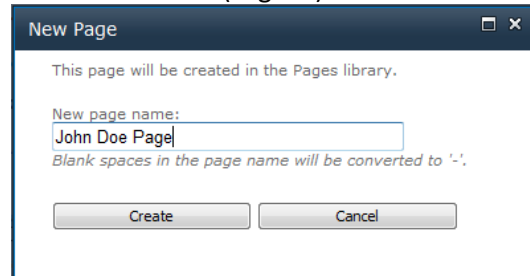 New Page
This page will be created in the Pages library.
New page name:
John Doe Page
Blank spaces in the page name will be converted to '-'.
Create Cancel